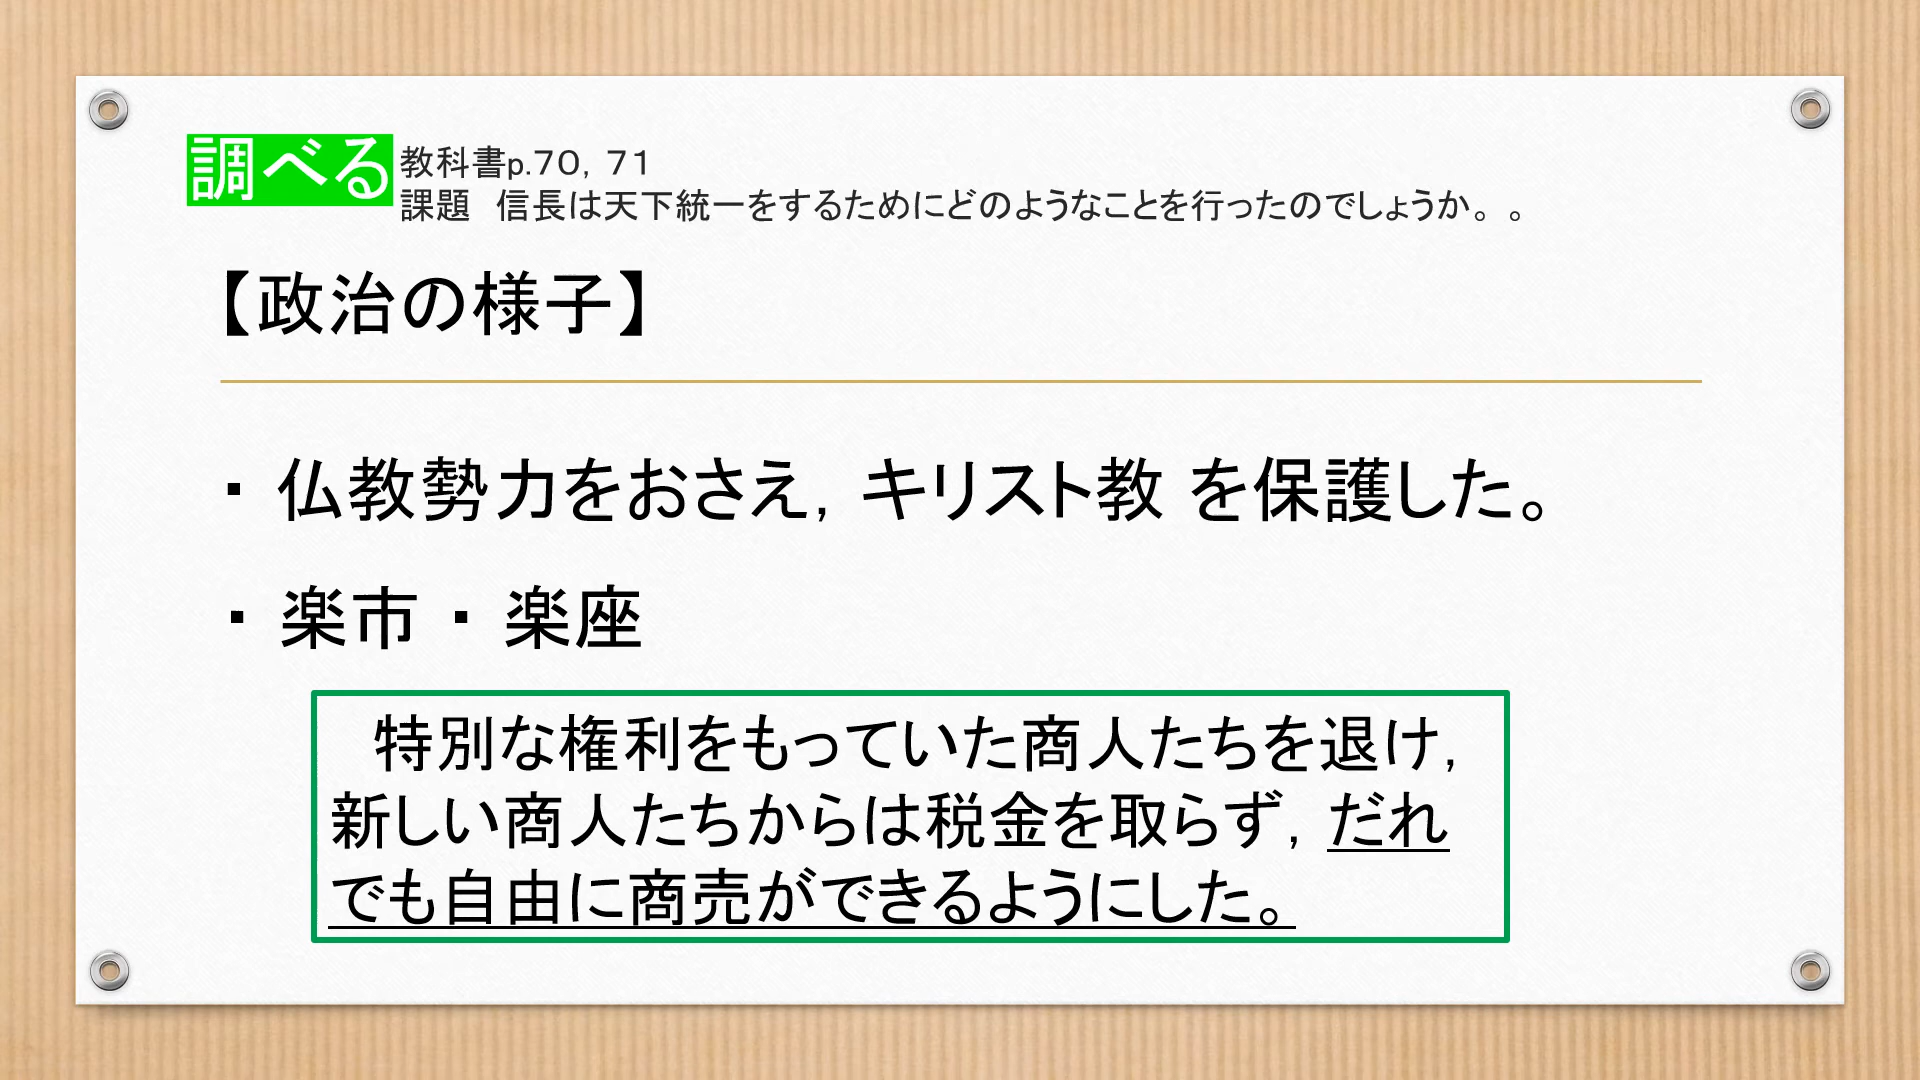 調べる
教科書p.70，71
課題　信長は天下統一をするためにどのようなことを行ったのでしょうか。。
【政治の様子】
・ 仏教勢力をおさえ，キリスト教 を保護した。
・ 楽市 ・ 楽座
特別な権利をもっていた商人たちを退け，
新しい商人たちからは税金を取らず，だれ
でも自由に商売ができるようにした。